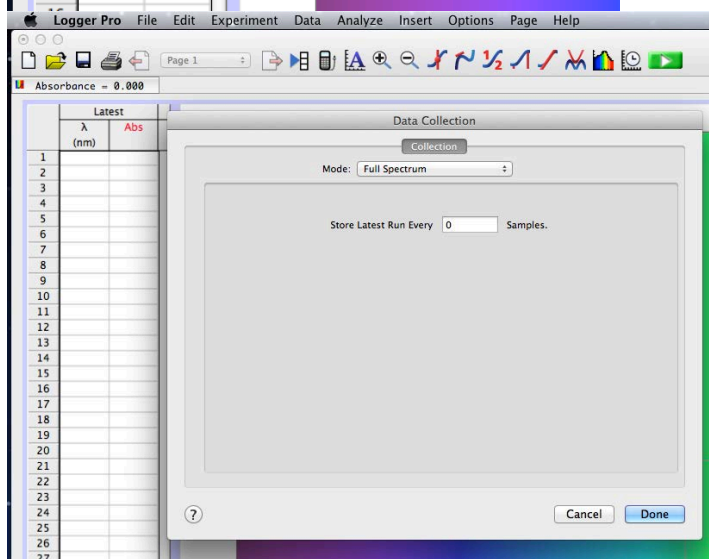 Logger Pro File Edit Experiment Data Analyze Insert Options Page Help
Page 1
Absorbance = 0.000
Latest
λ Abs
(nm)
Data Collection
Collection
Mode: Full Spectrum
Store Latest Run Every 0 Samples.
1
2
3
4
5
6
7
8
9
10
11
12
13
14
15
16
17
18
19
20
21
22
23
24
25
26
27
? Cancel Done